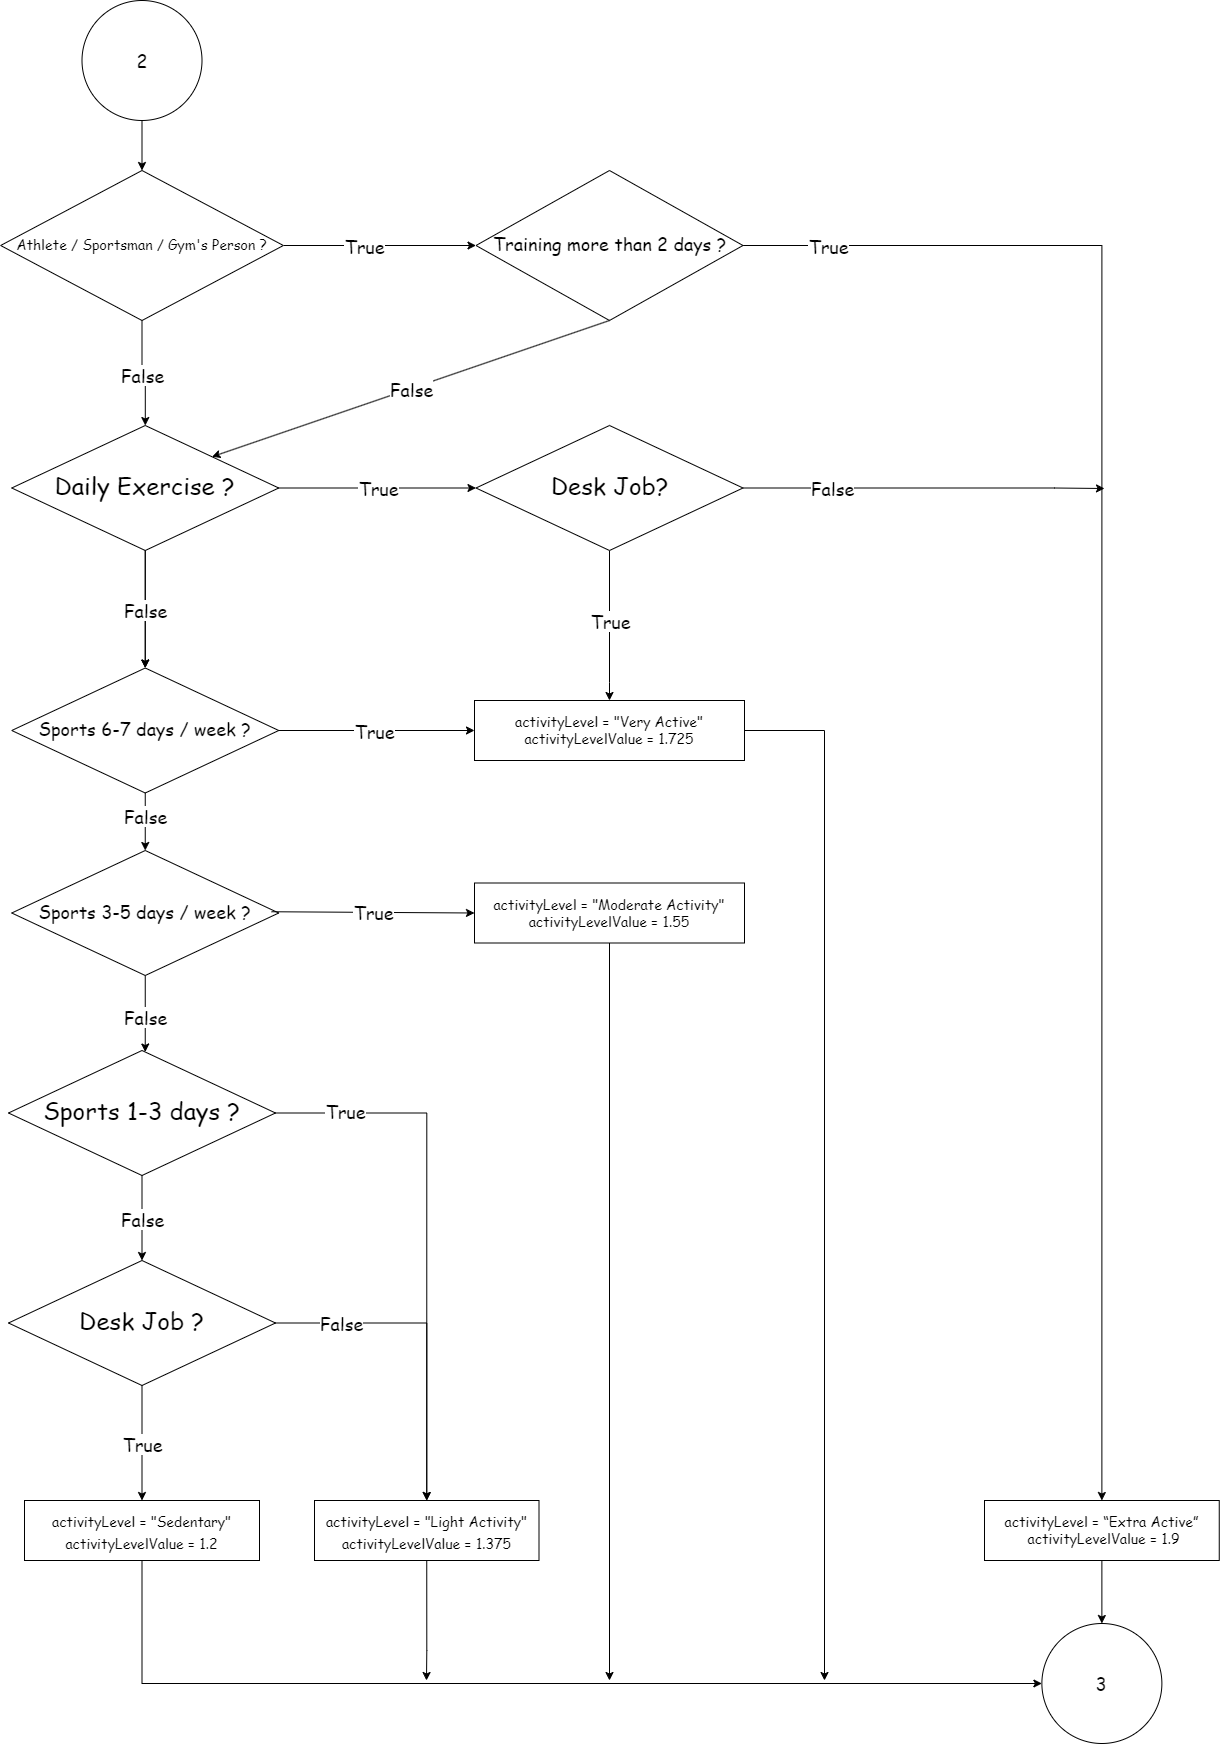 2
Athlete / Sportsman / Gym's Person ?
True
Training more than 2 days ?
True
False
False
Daily Exercise ?
True
Desk Job?
False
False
True
Sports 6-7 days / week ?
True
activityLevel = "Very Active"
activityLevelValue = 1.725
False
Sports 3-5 days / week ?
True
activityLevel = "Moderate Activity"
activityLevelValue = 1.55
False
Sports 1-3 days ?
True
False
Desk Job ?
False
True
activityLevel = "Sedentary"
activityLevelValue = 1.2
activityLevel = "Light Activity"
activityLevelValue = 1.375
activityLevel = “Extra Active”
activityLevelValue = 1.9
3